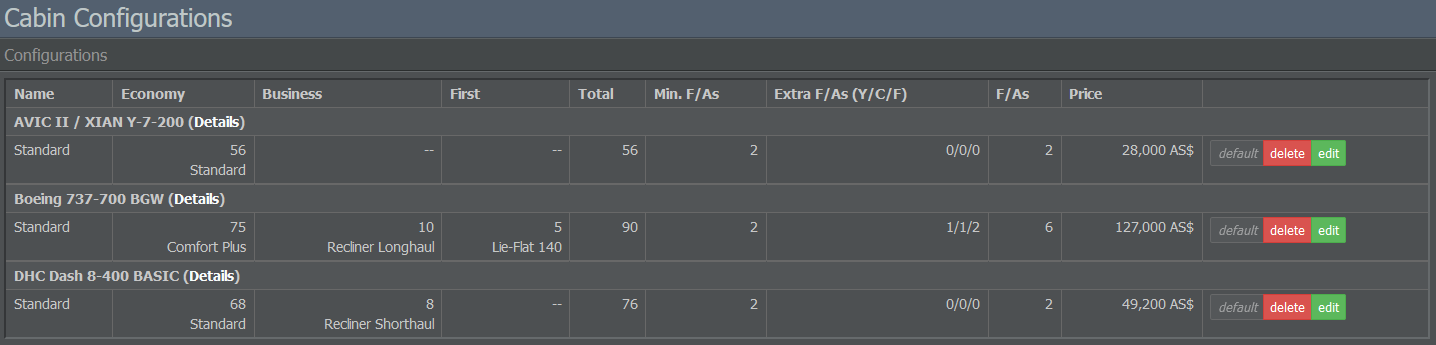 Cabin Configurations
Configurations
Name Economy Business First Total Min. F/As Extra F/As (Y/C/F) F/As Price
AVIC II / XIAN Y-7-200 (Details)
Standard 56 -- -- 56 2 0/0/0 2 28,000 AS$ default delete edit
Standard
Boeing 737-700 BGW (Details)
Standard 75 10 5 90 2 1/1/2 6 127,000 AS$ default delete edit
Comfort Plus Recliner Longhaul Lie-Flat 140
DHC Dash 8-400 BASIC (Details)
Standard 68 8 -- 76 2 0/0/0 2 49,200 AS$ default delete edit
Standard Recliner Shorthaul